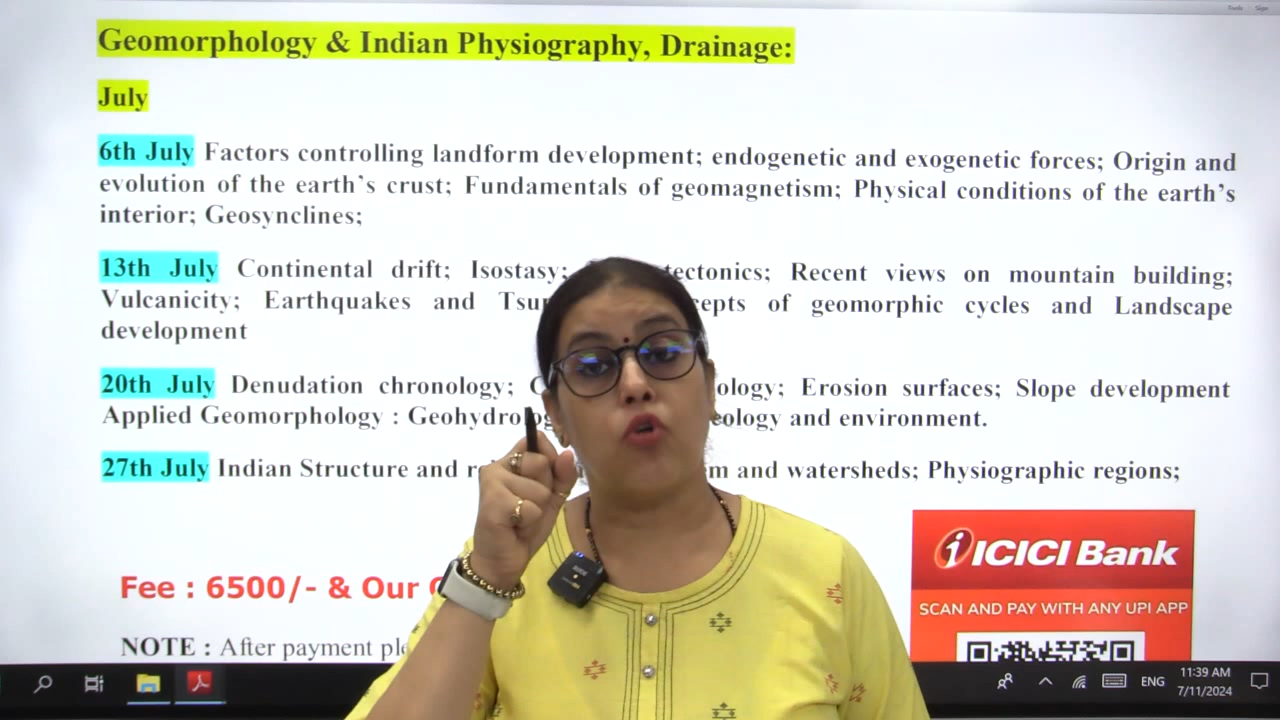 Tools Sign
Geomorphology & Indian Physiography, Drainage:
July
6th July Factors controlling landform development; endogenetic and exogenetic forces; Origin and
evolution of the earth's crust; Fundamentals of geomagnetism; Physical conditions of the earth's
interior; Geosynclines;
13th July Continental drift; Isostasy; tectonics; Recent views on mountain building;
Vulcanicity; Earthquakes and Tsu epts of geomorphic cycles and Landscape
development
20th July Denudation chronology; C ology; Erosion surfaces; Slope development
Applied Geomorphology : Geohydrolog eology and environment.
27th July Indian Structure and re m and watersheds; Physiographic regions;
Fee : 6500/- & Our
i ICICI Bank
SCAN AND PAY WITH ANY UPI APP
NOTE : After payment ple
ENG
11:39 AM
7/11/2024